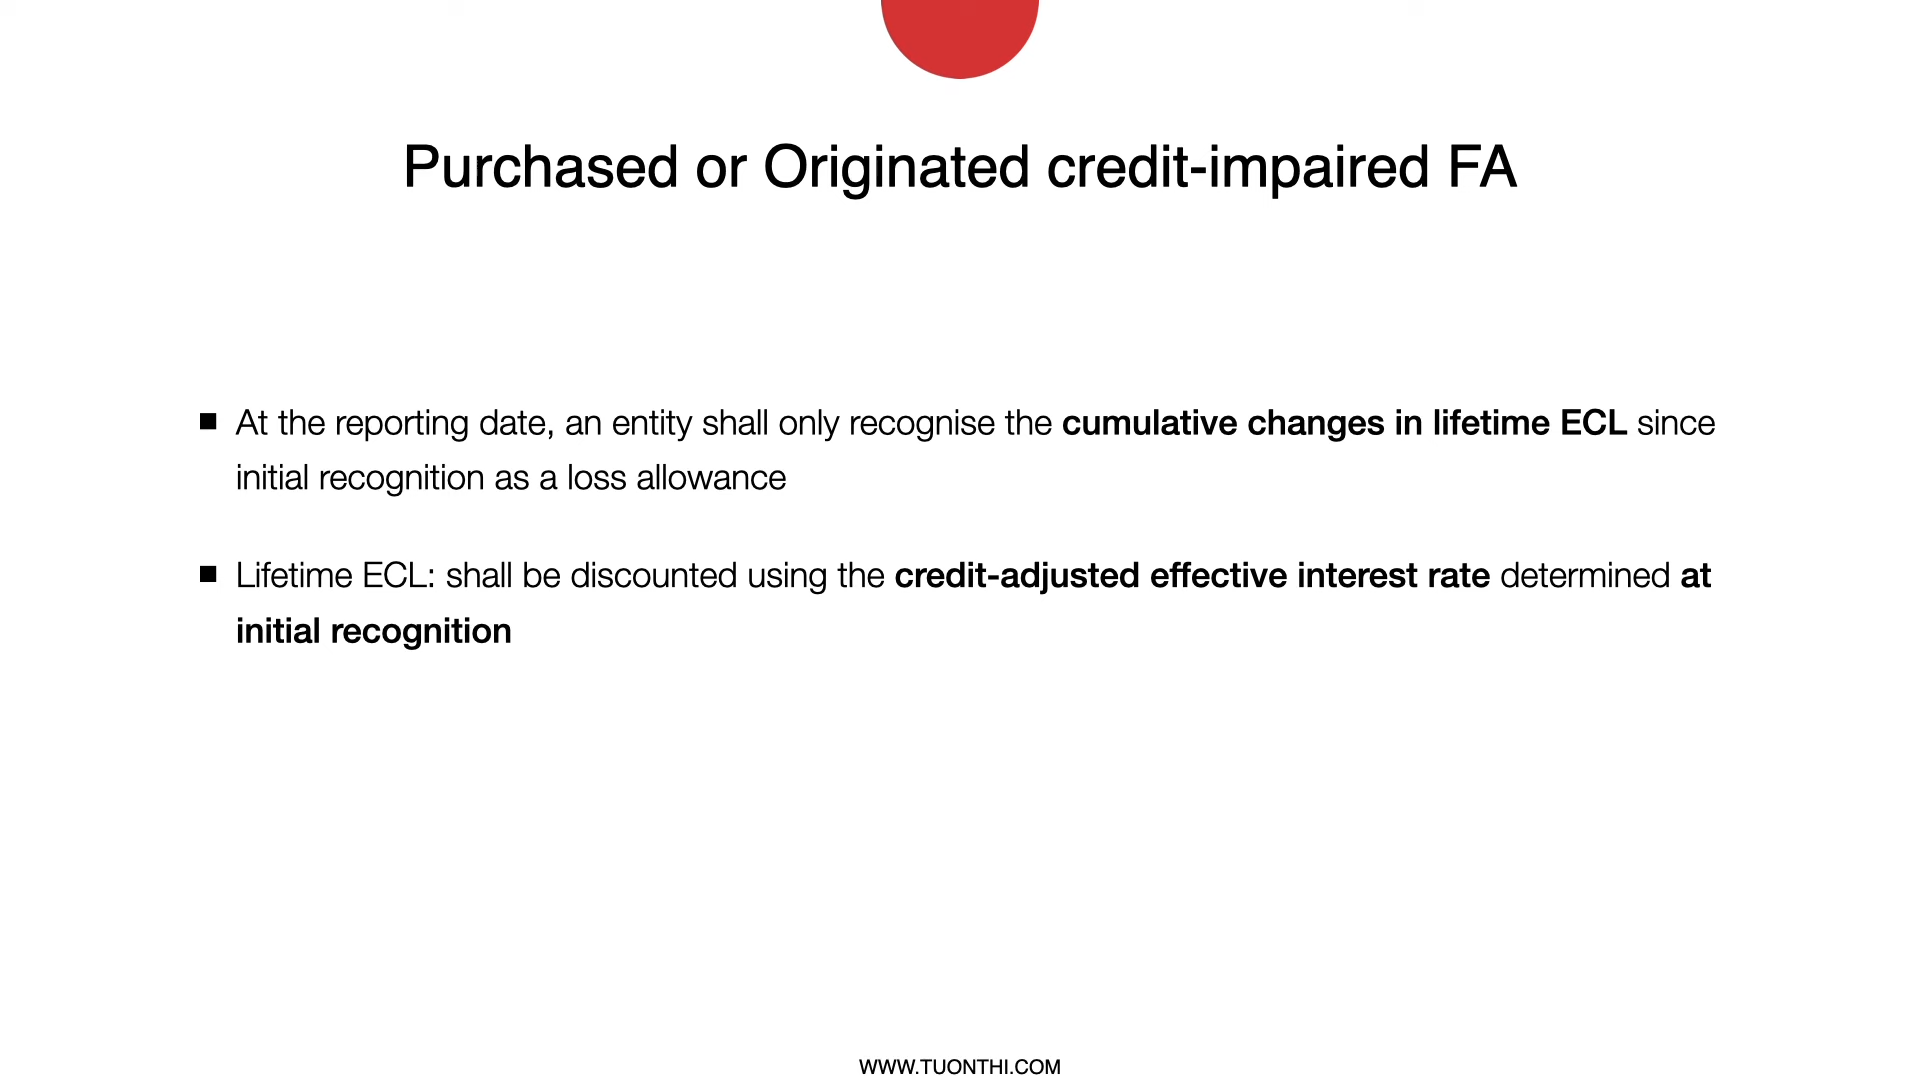 Purchased or Originated credit-impaired FA
■ At the reporting date, an entity shall only recognise the cumulative changes in lifetime ECL since
initial recognition as a loss allowance
■ Lifetime ECL: shall be discounted using the credit-adjusted effective interest rate determined at
initial recognition
WWW.TUONTHI.COM